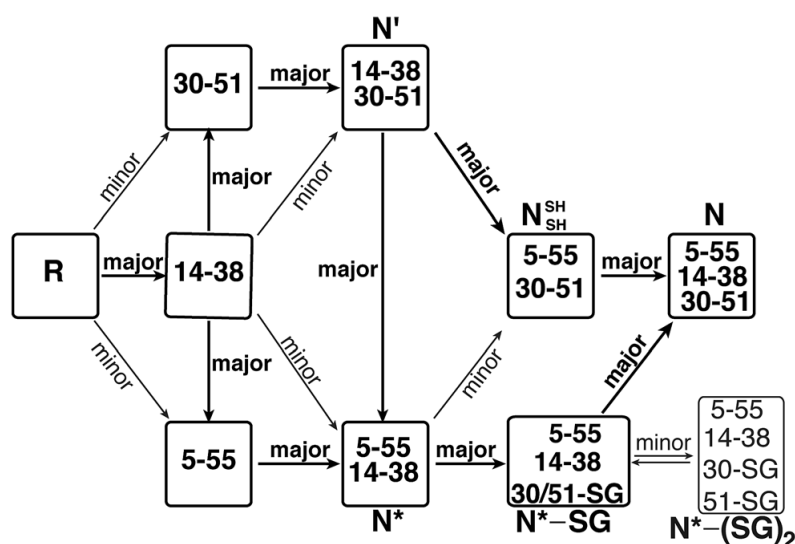 N'
30-51
major
14-38
30-51
minor
major
minor
major
N SH SH
N
R
major
14-38
major
5-55
30-51
major
5-55
14-38
30-51
minor
major
minor
minor
major
5-55
major
5-55
14-38
major
5-55
14-38
30/51-SG
minor
5-55
14-38
30-SG
51-SG
N*
N*–SG
N*–(SG)2